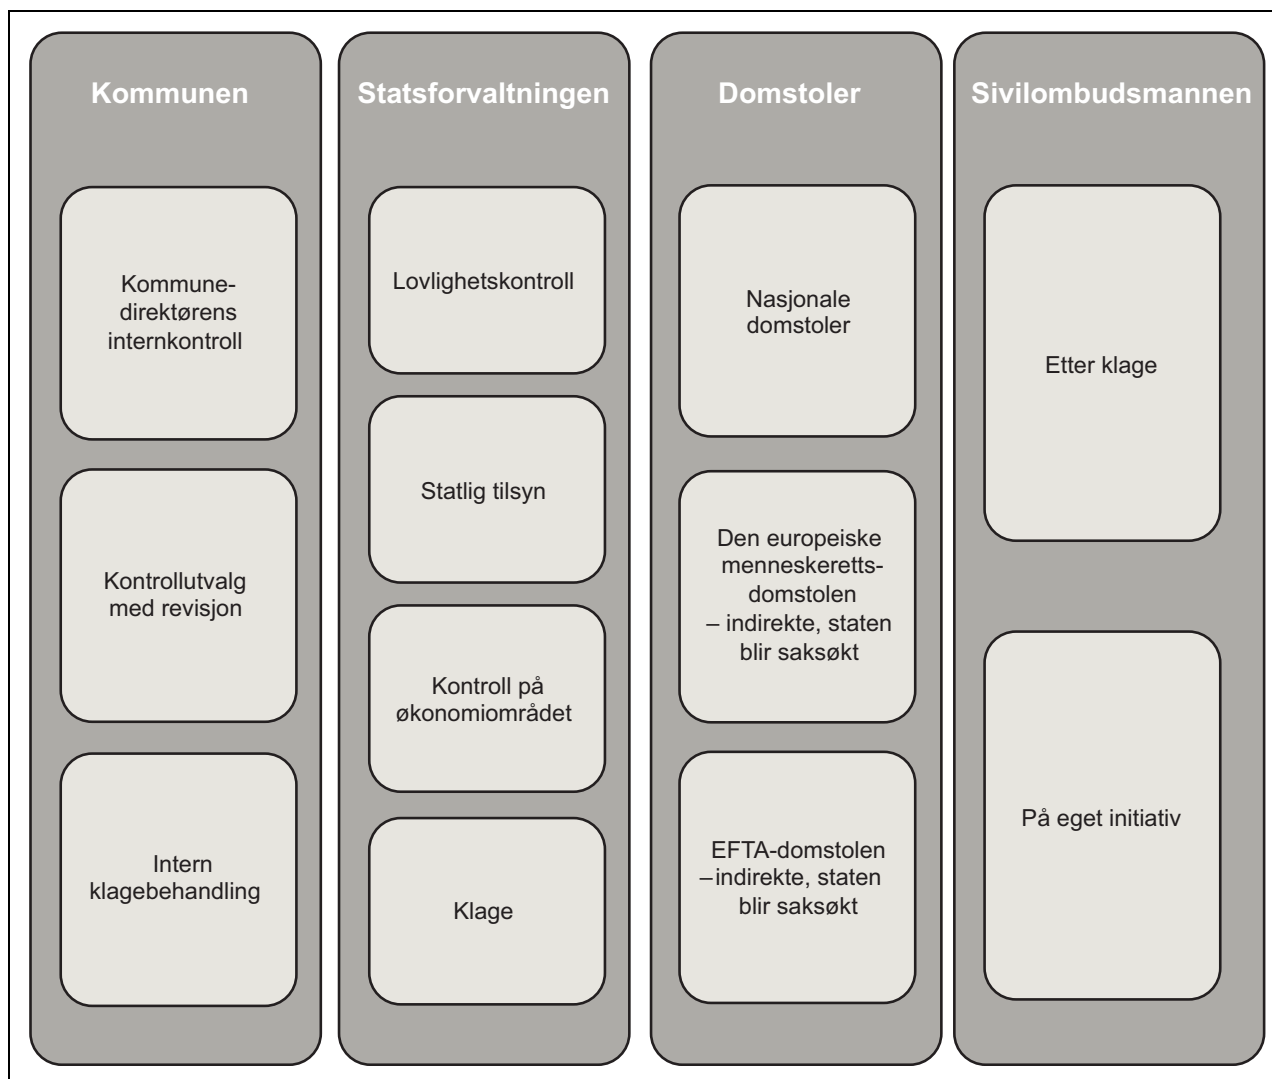 Kommunen
Kommune-
direktørens
internkontroll
Kontrollutvalg
med revisjon
Intern
klagebehandling
Statsforvaltningen
Lovlighetskontroll
Statlig tilsyn
Kontroll på
økonomiområdet
Klage
Domstoler
Nasjonale
domstoler
Den europeiske
menneskeretts-
domstolen
– indirekte, staten
blir saksøkt
EFTA-domstolen
–indirekte, staten
blir saksøkt
Sivilombudsmannen
Etter klage
På eget initiativ